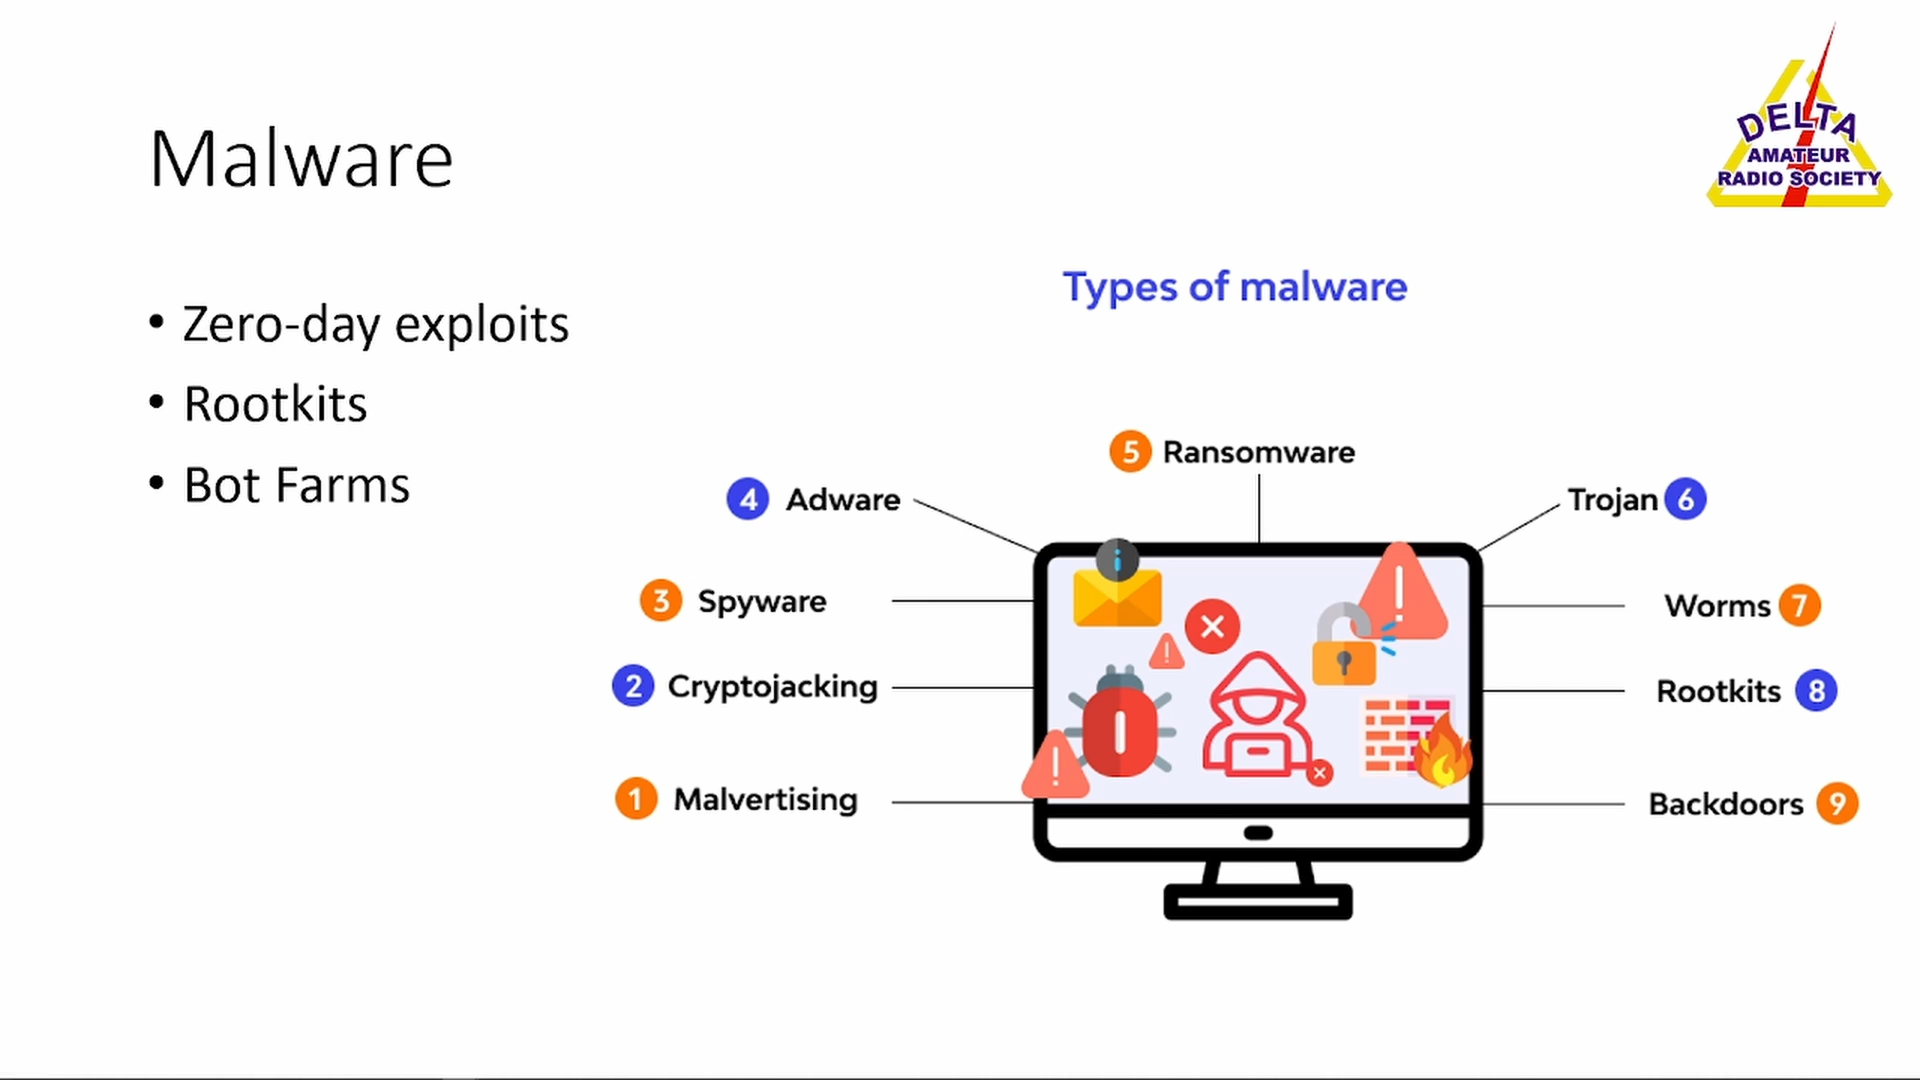 DELTA
AMATEUR
RADIO SOCIETY
Malware
• Zero-day exploits
• Rootkits
• Bot Farms
Types of malware
5 Ransomware
4 Adware
Trojan 6
3 Spyware
Worms 7
2 Cryptojacking
Rootkits 8
1 Malvertising
Backdoors 9